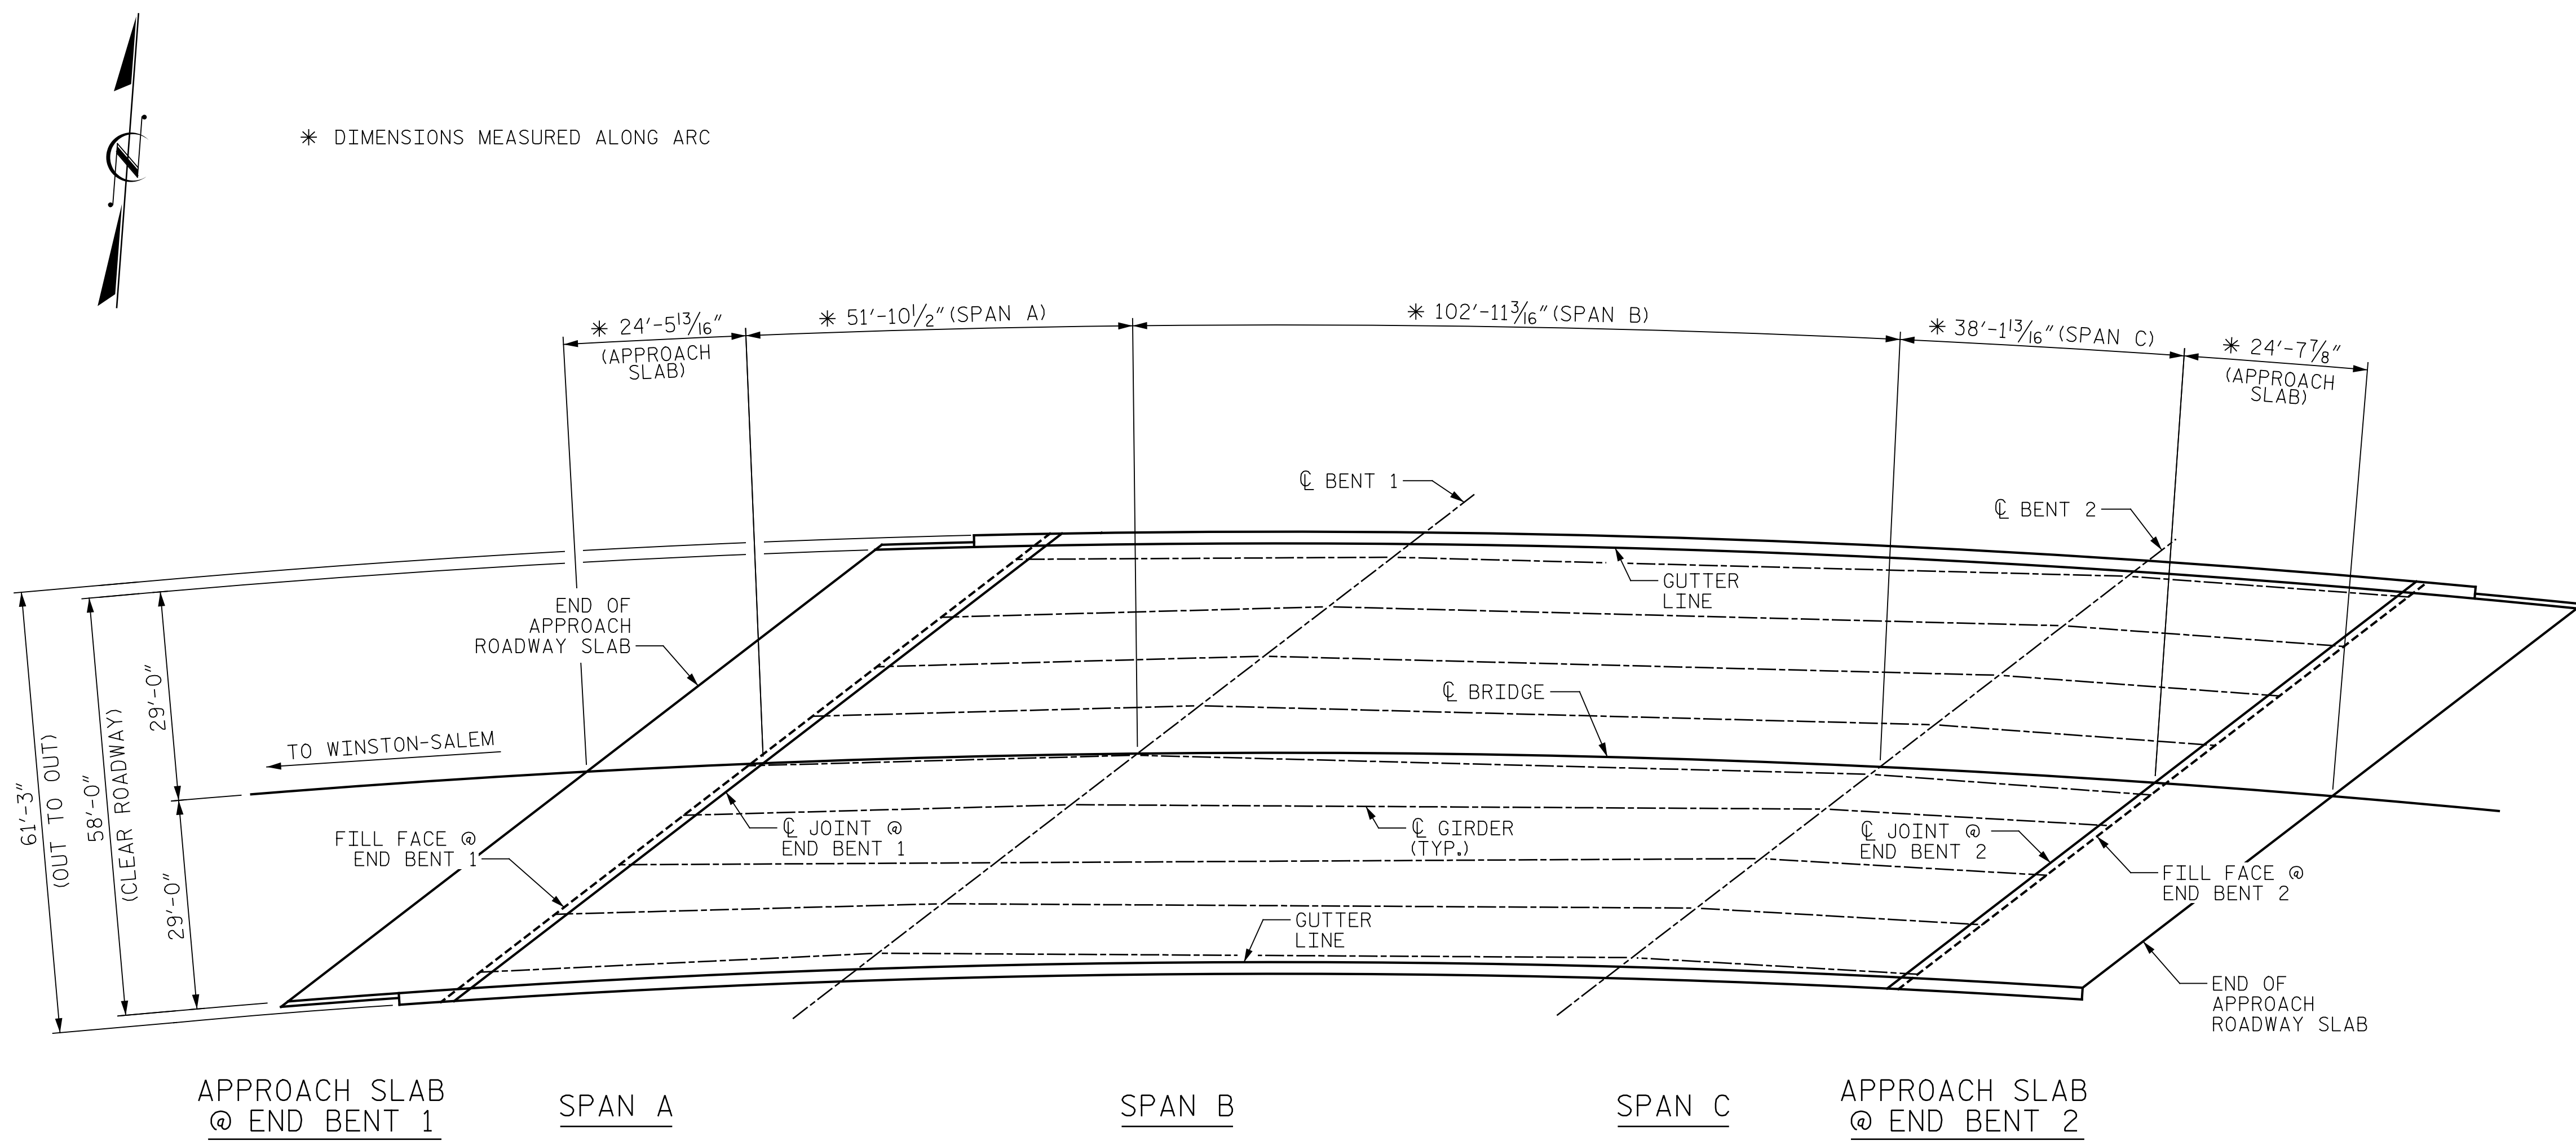 ✳ DIMENSIONS MEASURED ALONG ARC
N
✳ 24'-5 13/16"
(APPROACH
SLAB)
✳ 51'-10 1/2" (SPAN A)
✳ 102'-11 3/16" (SPAN B)
✳ 38'-1 13/16" (SPAN C)
✳ 24'-7 7/8"
(APPROACH
SLAB)
℄ BENT 1
℄ BENT 2
GUTTER
LINE
END OF
APPROACH
ROADWAY SLAB
℄ BRIDGE
TO WINSTON-SALEM
61'-3"
(OUT TO OUT)
58'-0"
(CLEAR ROADWAY)
29'-0"
29'-0"
FILL FACE @
END BENT 1
℄ JOINT @
END BENT 1
℄ GIRDER
(TYP.)
℄ JOINT @
END BENT 2
FILL FACE @
END BENT 2
GUTTER
LINE
END OF
APPROACH
ROADWAY SLAB
APPROACH SLAB
@ END BENT 1
SPAN A
SPAN B
SPAN C
APPROACH SLAB
@ END BENT 2